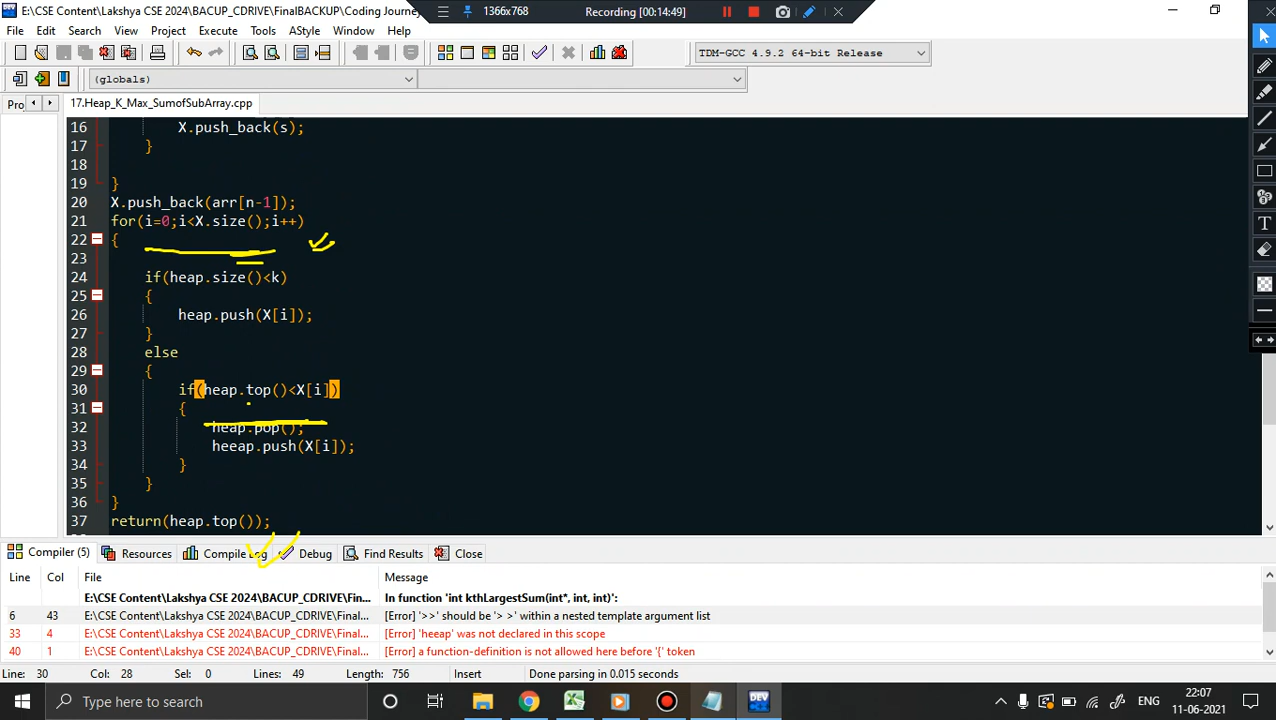 E:\CSE Content\Lakshya CSE 2024\BACUP_CDRIVE\FinalBACKUP\Coding Journey
1366x768
Recording [00:14:49]
File Edit Search View Project Execute Tools AStyle Window Help
TDM-GCC 4.9.2 64-bit Release
(globals)
Pro
17.Heap_K_Max_SumofSubArray.cpp
16 X.push_back(s);
17 }
18
19 }
20 X.push_back(arr[n-1]);
21 for(i=0;i<X.size();i++)
22 {
23
24 if(heap.size()<k)
25 {
26 heap.push(X[i]);
27 }
28 else
29 {
30 if(heap.top()<X[i])
31 {
32 heap.pop();
33 heeap.push(X[i]);
34 }
35 }
36 }
37 return(heap.top());
Compiler (5) Resources Compile Log Debug Find Results Close
Line Col File Message
E:\CSE Content\Lakshya CSE 2024\BACUP_CDRIVE\Fin... In function 'int kthLargestSum(int*, int, int)':
6 43 E:\CSE Content\Lakshya CSE 2024\BACUP_CDRIVE\Final... [Error] '>>' should be '> >' within a nested template argument list
33 4 E:\CSE Content\Lakshya CSE 2024\BACUP_CDRIVE\Final... [Error] 'heeap' was not declared in this scope
40 1 E:\CSE Content\Lakshya CSE 2024\BACUP_CDRIVE\Final... [Error] a function-definition is not allowed here before '{' token
Line: 30 Col: 28 Sel: 0 Lines: 49 Length: 756 Insert Done parsing in 0.015 seconds
Type here to search
DEV
ENG
22:07
11-06-2021